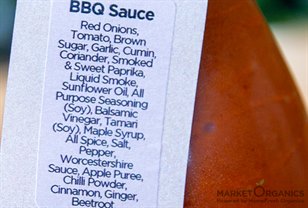 BBQ Sauce
Red Onions,
Tomato, Brown
Sugar, Garlic, Cumin,
Coriander, Smoked
& Sweet Paprika,
Liquid Smoke,
Sunflower Oil, All
Purpose Seasoning
(Soy), Balsamic
Vinegar, Tamari
(Soy), Maple Syrup,
All Spice, Salt,
Pepper,
Worcestershire
Sauce, Apple Puree,
Chilli Powder,
Cinnamon, Ginger,
Beetroot
MARKET ORGANICS